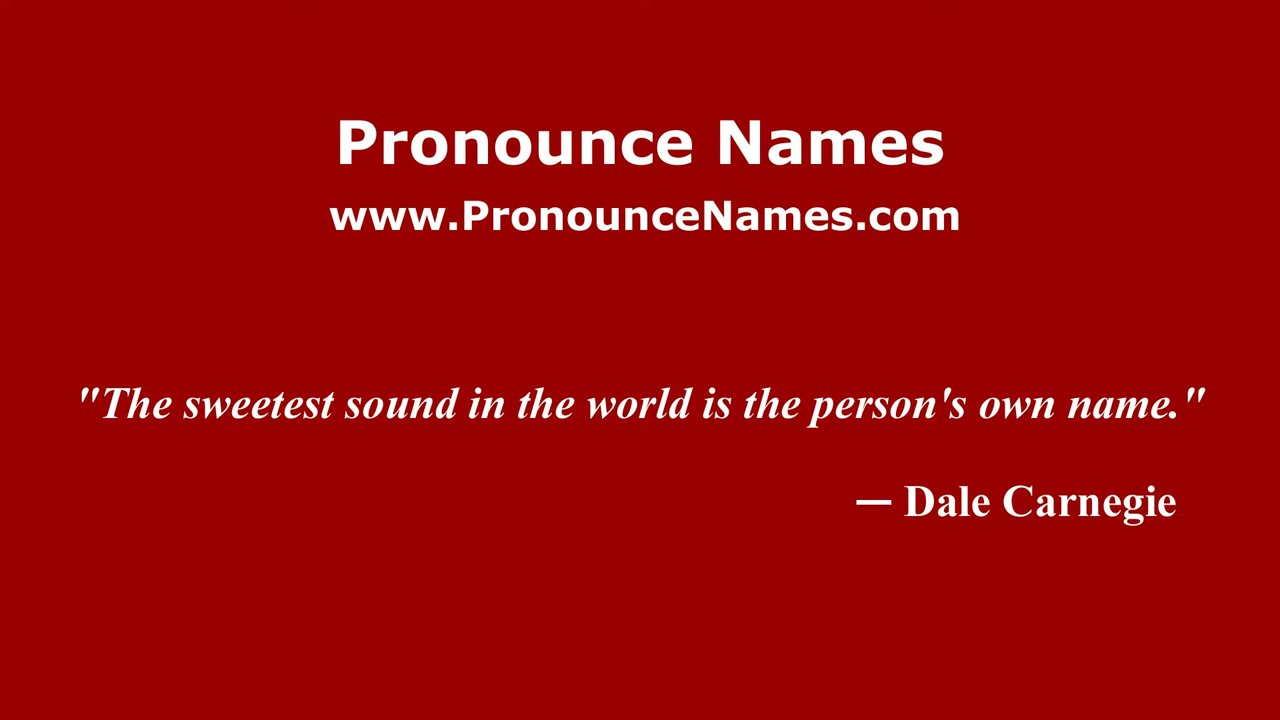 Pronounce Names
www.PronounceNames.com
"The sweetest sound in the world is the person's own name."
— Dale Carnegie